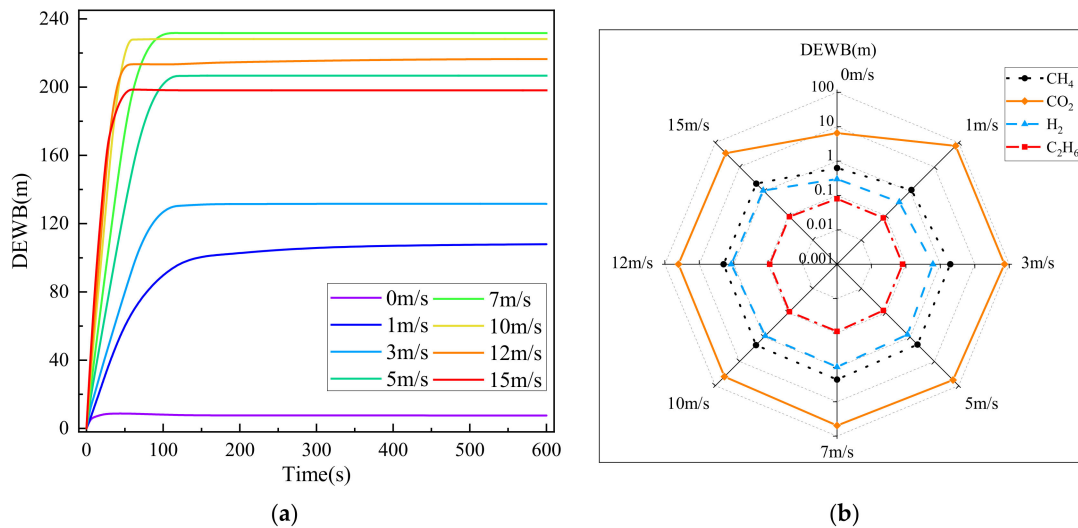 240
200
160
120
80
40
0
DEWB(m)
0 100 200 300 400 500 600
Time(s)
0m/s 7m/s
1m/s 10m/s
3m/s 12m/s
5m/s 15m/s
(a)
DEWB(m)
0m/s
100
10
1
0.1
0.01
0.001
1m/s
3m/s
5m/s
7m/s
10m/s
12m/s
15m/s
CH₄
CO₂
H₂
C₂H₆
(b)